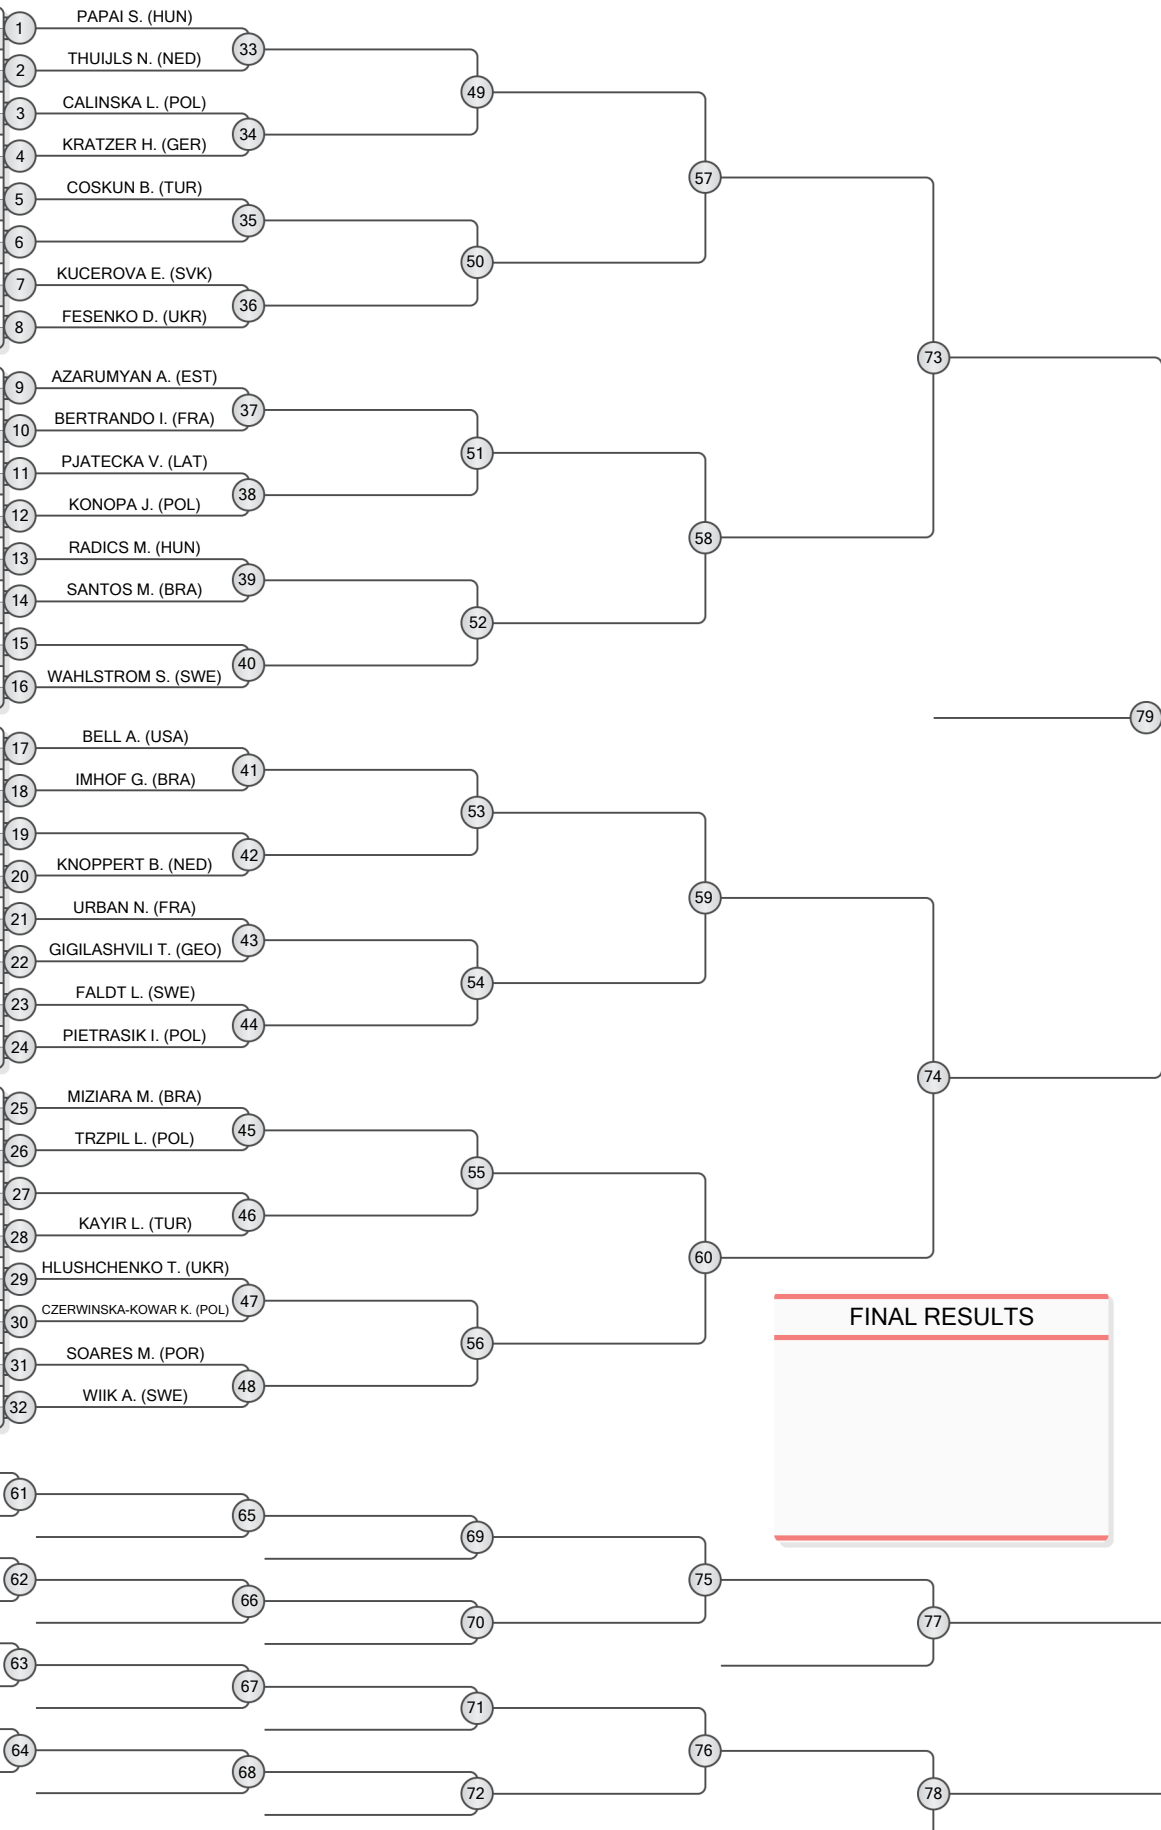 1 PAPAI S. (HUN)
33
2 THUIJLS N. (NED)
49
3 CALINSKA L. (POL)
34
4 KRATZER H. (GER)
57
5 COSKUN B. (TUR)
35
6
50
7 KUCEROVA E. (SVK)
36
8 FESENKO D. (UKR)
73
9 AZARUMYAN A. (EST)
37
10 BERTRANDO I. (FRA)
51
11 PJATECKA V. (LAT)
38
12 KONOPA J. (POL)
58
13 RADICS M. (HUN)
39
14 SANTOS M. (BRA)
52
15
40
16 WAHLSTROM S. (SWE)
79
17 BELL A. (USA)
41
18 IMHOF G. (BRA)
53
19
42
20 KNOPPERT B. (NED)
59
21 URBAN N. (FRA)
43
22 GIGILASHVILI T. (GEO)
54
23 FALDT L. (SWE)
44
24 PIETRASIK I. (POL)
74
25 MIZIARA M. (BRA)
45
26 TRZPIL L. (POL)
55
27
46
28 KAYIR L. (TUR)
60
29 HLUSHCHENKO T. (UKR)
47
30 CZERWINSKA-KOWAR K. (POL)
FINAL RESULTS
56
31 SOARES M. (POR)
48
32 WIIK A. (SWE)
61
65
69
62
75
66
70
77
63
67
71
64
76
68
72
78